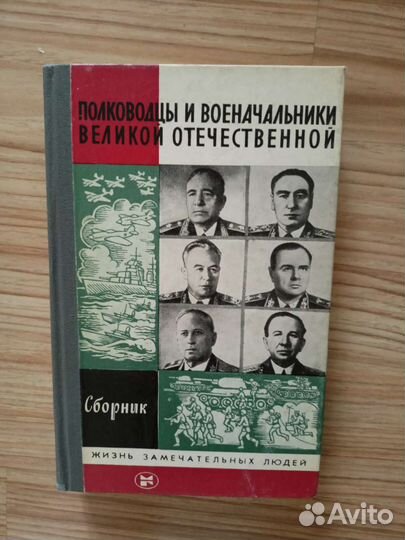 ПОЛКОВОДЦЫ И ВОЕНАЧАЛЬНИКИ
ВЕЛИКОЙ ОТЕЧЕСТВЕННОЙ
Сборник
ЖИЗНЬ ЗАМЕЧАТЕЛЬНЫХ ЛЮДЕЙ
Avito